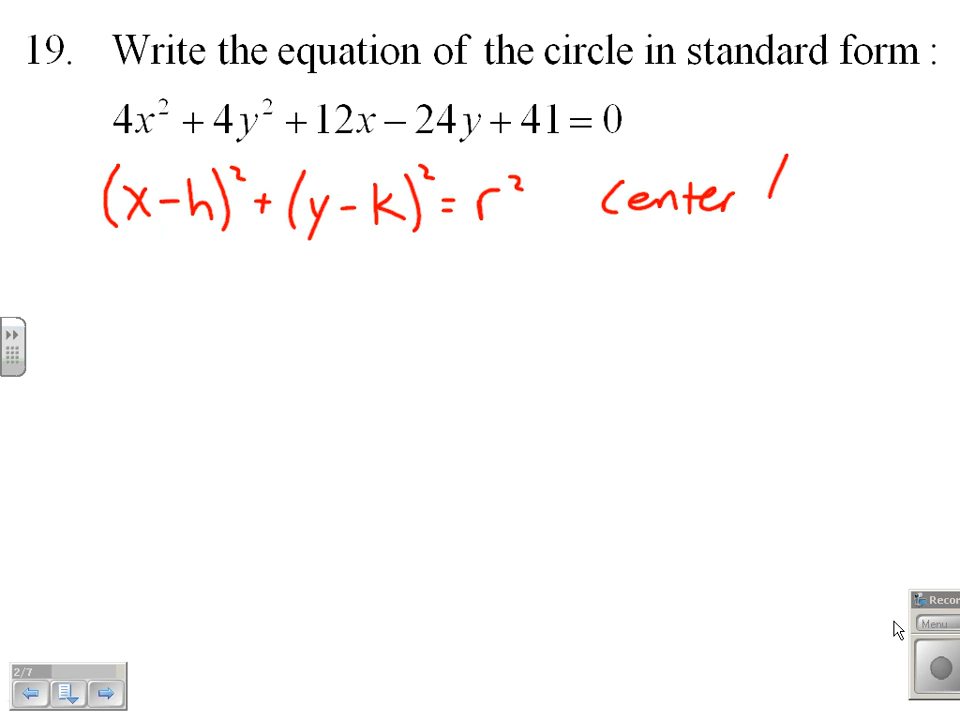 19. Write the equation of the circle in standard form :
4x² + 4y² + 12x − 24y + 41 = 0
(x-h)² + (y-k)² = r² center (
Recor
Menu
2/7